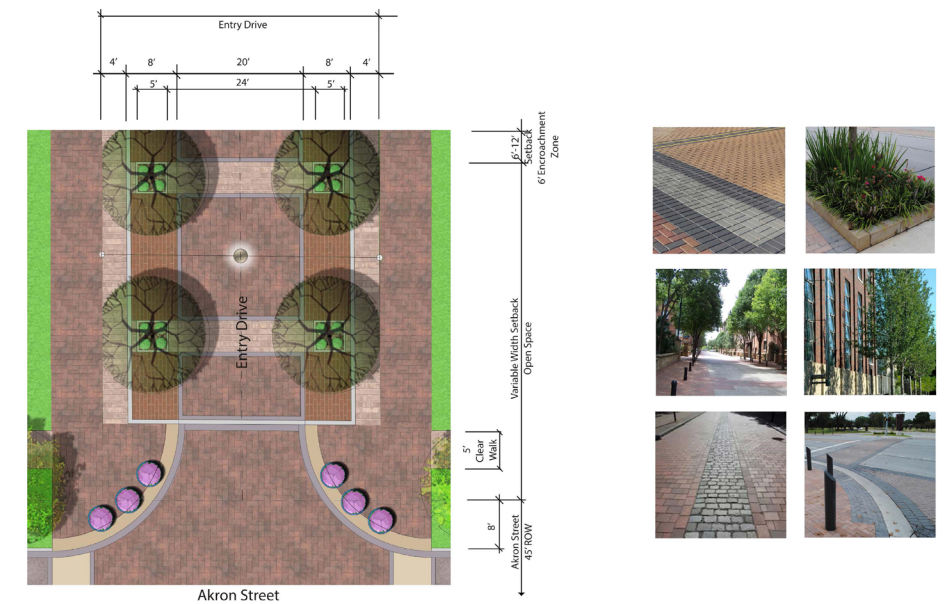 Entry Drive
4’ 8’ 20’ 8’ 4’
5’ 24’ 5’
6’-12’
Setback
6’ Encroachment
Zone
Entry Drive
Variable Width Setback
Open Space
5’
Clear
Walk
8’
Akron Street
45’ ROW
Akron Street